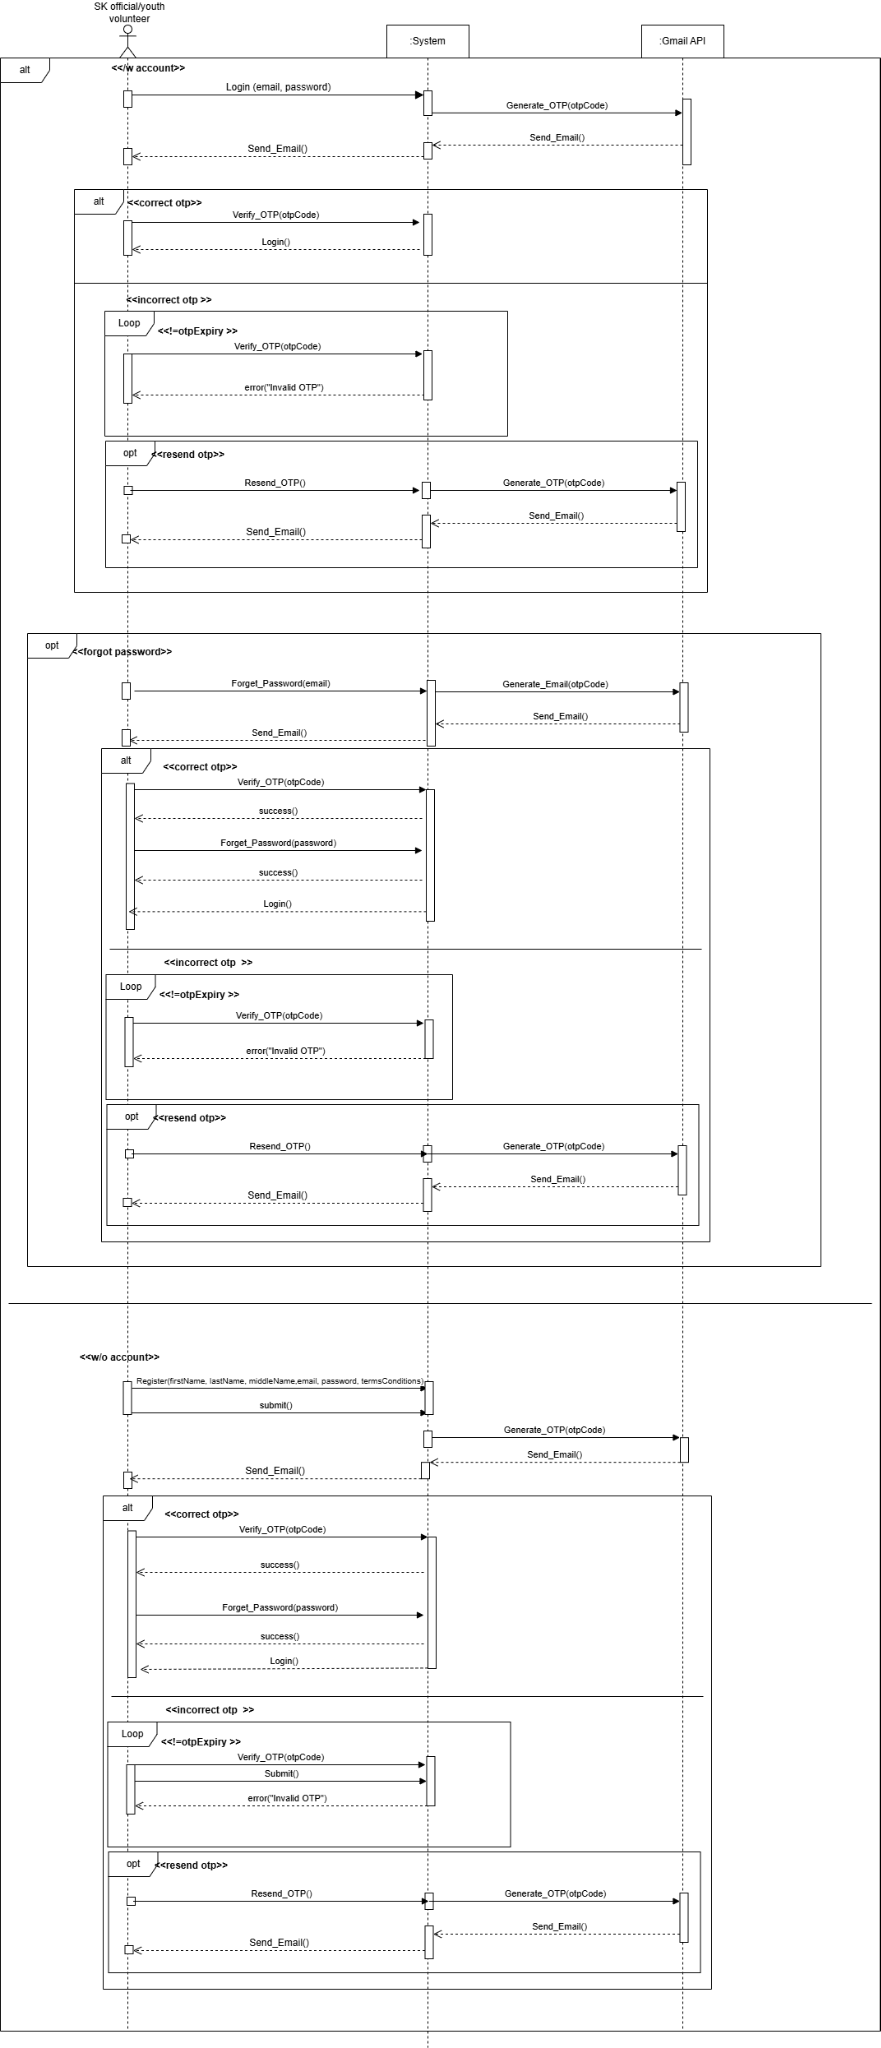 SK official/youth
volunteer
:System
:Gmail API
alt
<</w account>>
Login (email, password)
Generate_OTP(otpCode)
Send_Email()
Send_Email()
alt
<<correct otp>>
Verify_OTP(otpCode)
Login()
<<incorrect otp >>
Loop
<<!=otpExpiry >>
Verify_OTP(otpCode)
error("Invalid OTP")
opt
<<resend otp>>
Resend_OTP()
Generate_OTP(otpCode)
Send_Email()
Send_Email()
opt
<<forgot password>>
Forget_Password(email)
Generate_Email(otpCode)
Send_Email()
Send_Email()
alt
<<correct otp>>
Verify_OTP(otpCode)
success()
Forget_Password(password)
success()
Login()
<<incorrect otp  >>
Loop
<<!=otpExpiry >>
Verify_OTP(otpCode)
error("Invalid OTP")
opt
<<resend otp>>
Resend_OTP()
Generate_OTP(otpCode)
Send_Email()
Send_Email()
<<w/o account>>
Register(firstName, lastName, middleName,email, password, termsConditions)
submit()
Generate_OTP(otpCode)
Send_Email()
Send_Email()
alt
<<correct otp>>
Verify_OTP(otpCode)
success()
Forget_Password(password)
success()
Login()
<<incorrect otp  >>
Loop
<<!=otpExpiry >>
Verify_OTP(otpCode)
Submit()
error("Invalid OTP")
opt
<<resend otp>>
Resend_OTP()
Generate_OTP(otpCode)
Send_Email()
Send_Email()